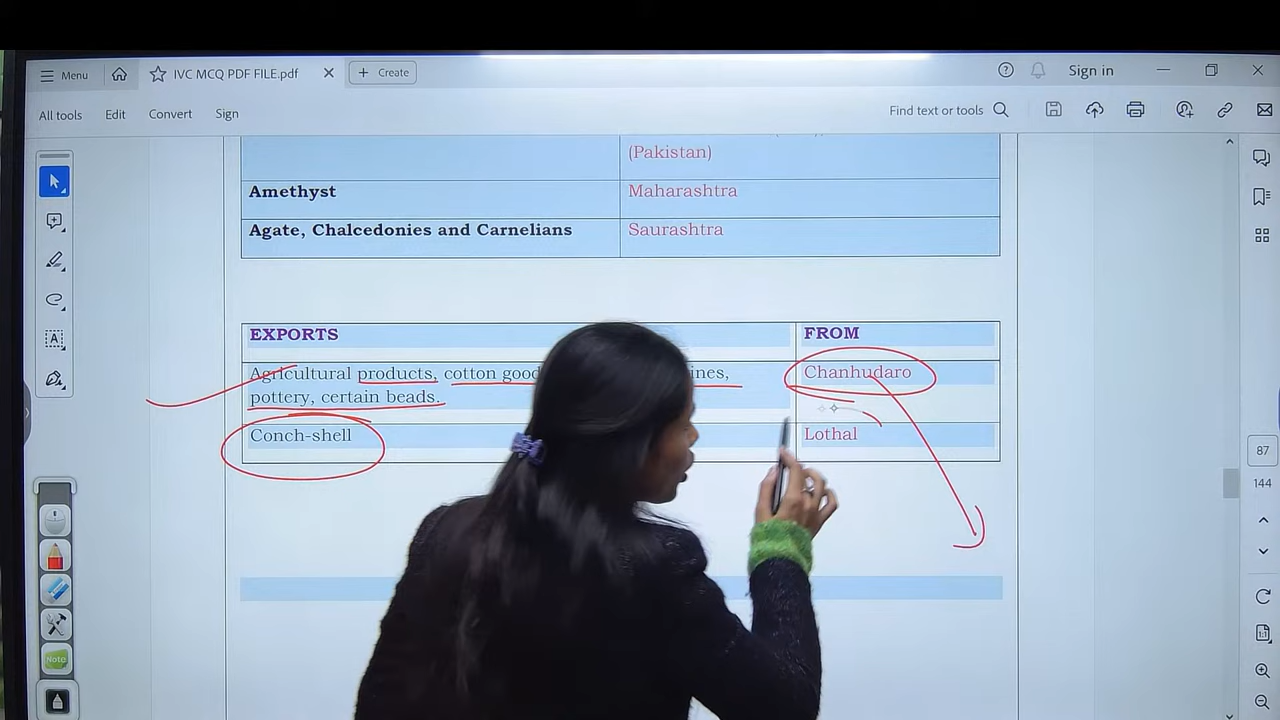 Menu
IVC MCQ PDF FILE.pdf
Create
Sign in
All tools
Edit
Convert
Sign
Find text or tools
(Pakistan)
Amethyst
Maharashtra
Agate, Chalcedonies and Carnelians
Saurashtra
EXPORTS
FROM
Agricultural products, cotton
Chanhudaro
pottery, certain beads.
Conch-shell
Lothal
87
144
Note